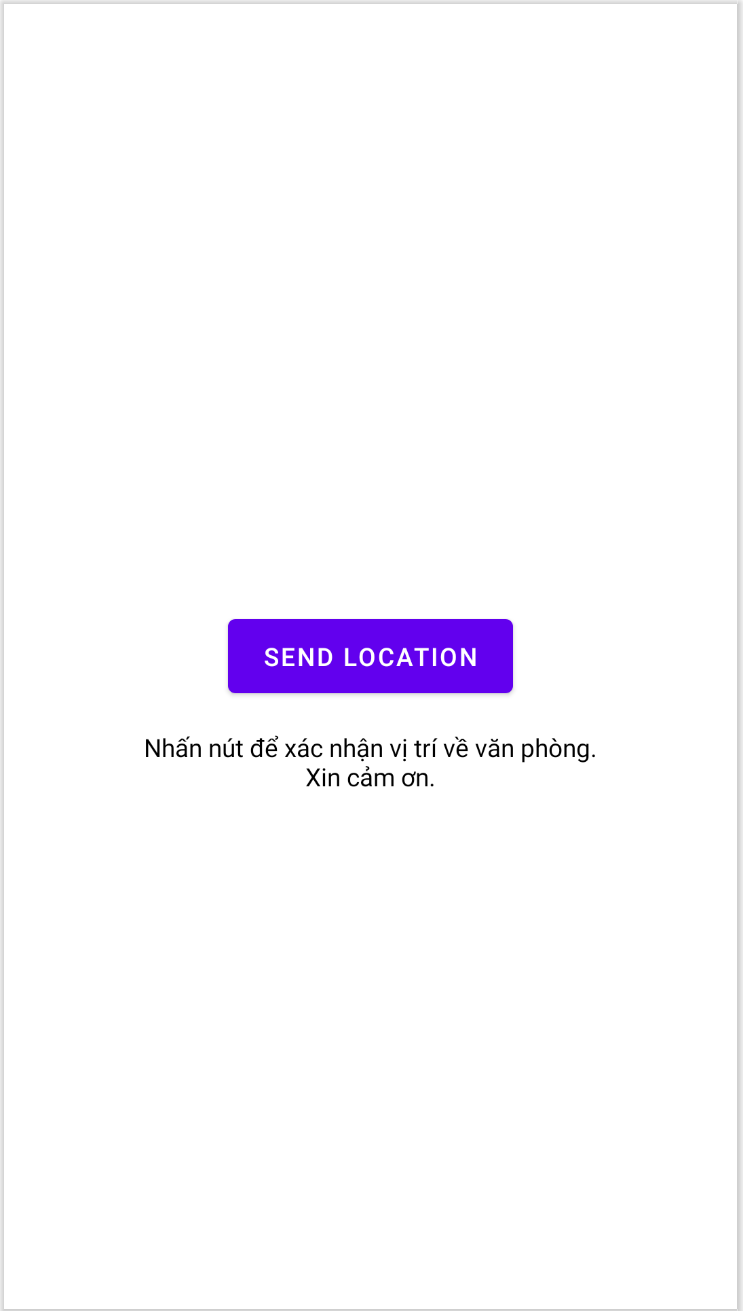 SEND LOCATION
Nhấn nút để xác nhận vị trí về văn phòng.
Xin cảm ơn.